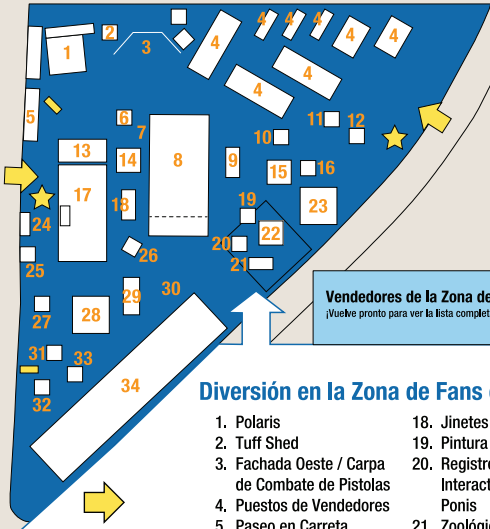 1
2
3
4
4
4
4
4
4
4
4
5
6
7
8
9
10
11
12
13
14
15
16
17
18
19
20
21
22
23
24
25
26
27
28
29
30
31
32
33
34
Vendedores de la Zona de
¡Vuelve pronto para ver la lista complet
Diversión en la Zona de Fans
1. Polaris
2. Tuff Shed
3. Fachada Oeste / Carpa
de Combate de Pistolas
4. Puestos de Vendedores
5. Paseo en Carreta
18. Jinetes
19. Pintura
20. Registro
Interact
Ponis
21. Zoológic